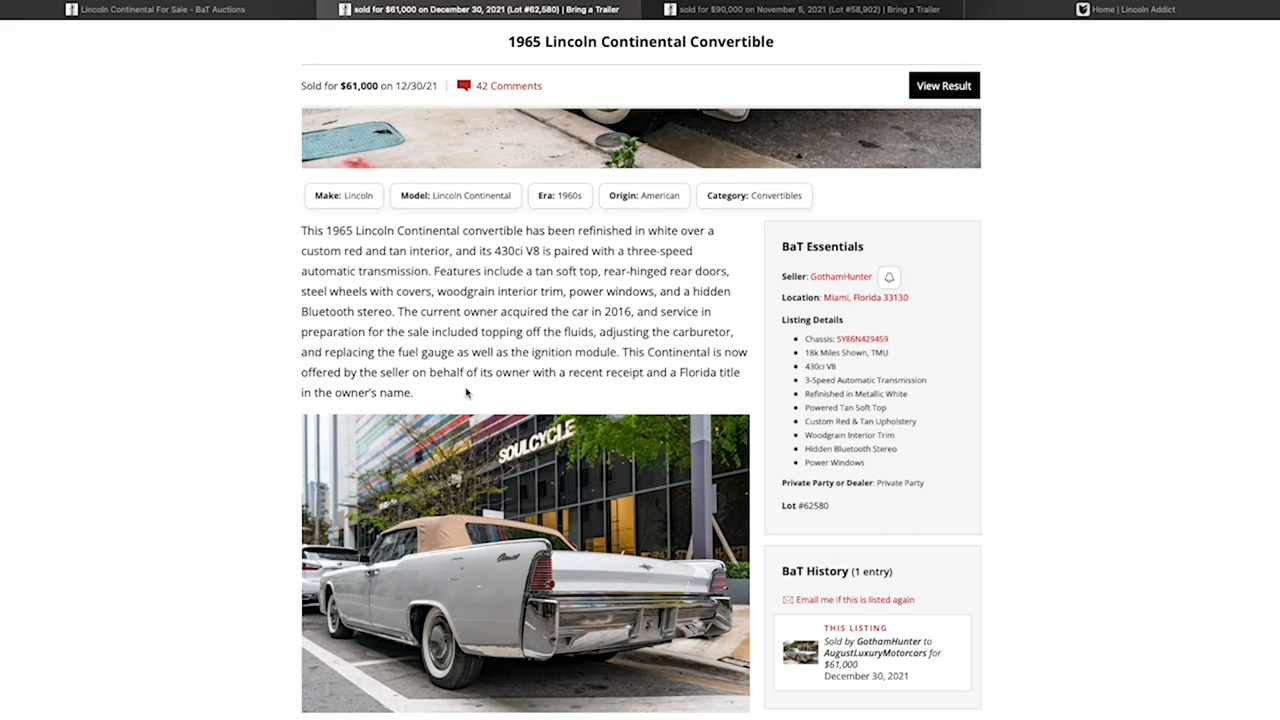 Lincoln Continental For Sale - BaT Auctions
sold for $61,000 on December 30, 2021 (Lot #62,580) | Bring a Trailer
sold for $90,000 on November 5, 2021 (Lot #58,902) | Bring a Trailer
Home | Lincoln Addict
1965 Lincoln Continental Convertible
Sold for $61,000 on 12/30/21
42 Comments
View Result
Make: Lincoln
Model: Lincoln Continental
Era: 1960s
Origin: American
Category: Convertibles
This 1965 Lincoln Continental convertible has been refinished in white over a
custom red and tan interior, and its 430ci V8 is paired with a three-speed
automatic transmission. Features include a tan soft top, rear-hinged rear doors,
steel wheels with covers, woodgrain interior trim, power windows, and a hidden
Bluetooth stereo. The current owner acquired the car in 2016, and service in
preparation for the sale included topping off the fluids, adjusting the carburetor,
and replacing the fuel gauge as well as the ignition module. This Continental is now
offered by the seller on behalf of its owner with a recent receipt and a Florida title
in the owner's name.
SOULCYCLE
BaT Essentials
Seller: GothamHunter
Location: Miami, Florida 33130
Listing Details
Chassis: 5Y86N429459
18k Miles Shown, TMU
430ci V8
3-Speed Automatic Transmission
Refinished in Metallic White
Powered Tan Soft Top
Custom Red & Tan Upholstery
Woodgrain Interior Trim
Hidden Bluetooth Stereo
Power Windows
Private Party or Dealer: Private Party
Lot #62580
BaT History (1 entry)
Email me if this is listed again
THIS LISTING
Sold by GothamHunter to
AugustLuxuryMotorcars for
$61,000
December 30, 2021